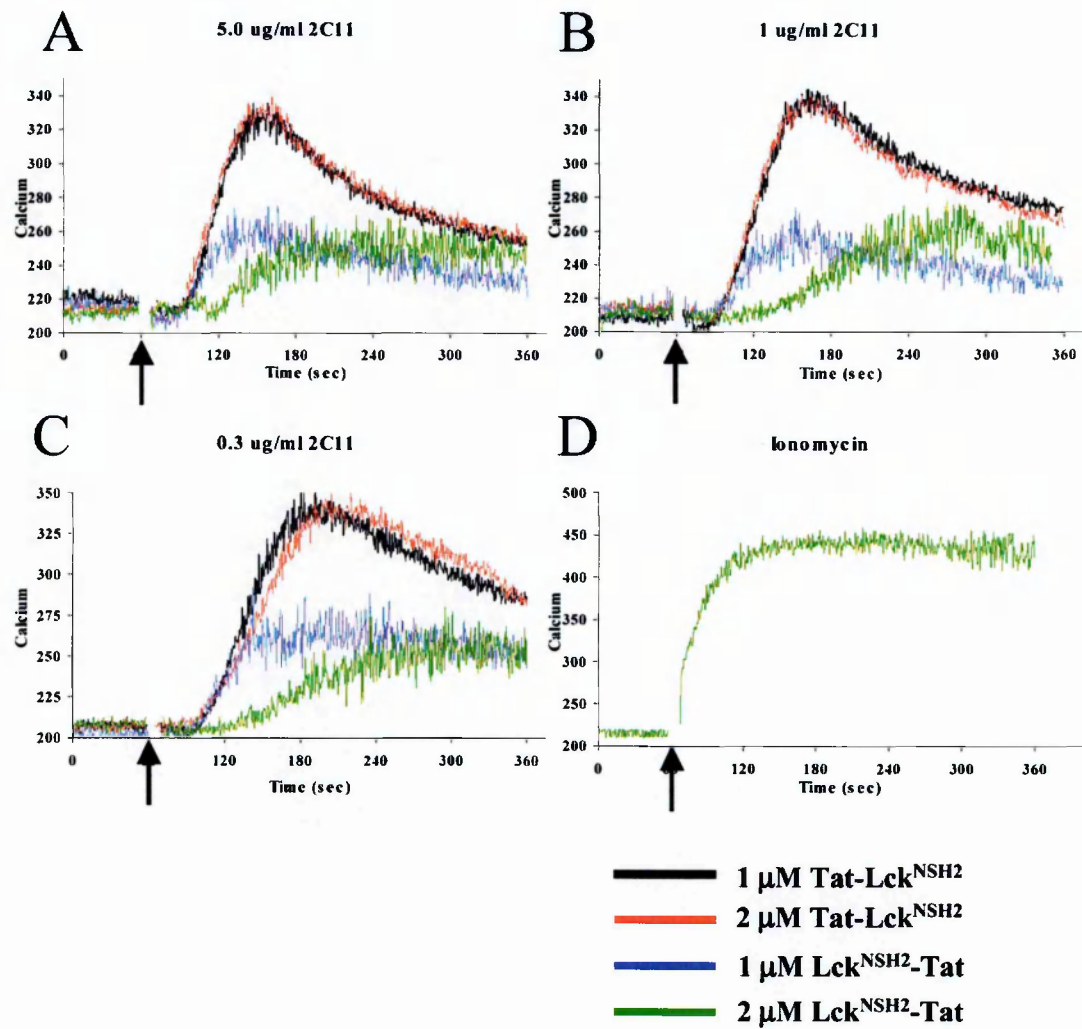 A
5.0 ug/ml 2C11
340
320
300
280
260
240
220
200
Calcium
0
120
180
240
300
360
Time (sec)
B
1 ug/ml 2C11
340
320
300
280
260
240
220
200
Calcium
0
120
180
240
300
360
Time (sec)
C
0.3 ug/ml 2C11
350
325
300
275
250
225
200
Calcium
0
120
180
240
300
360
Time (sec)
D
Ionomycin
500
450
400
350
300
250
200
Calcium
0
120
180
240
300
360
Time (sec)
1 μM Tat-Lck^NSH2
2 μM Tat-Lck^NSH2
1 μM Lck^NSH2-Tat
2 μM Lck^NSH2-Tat